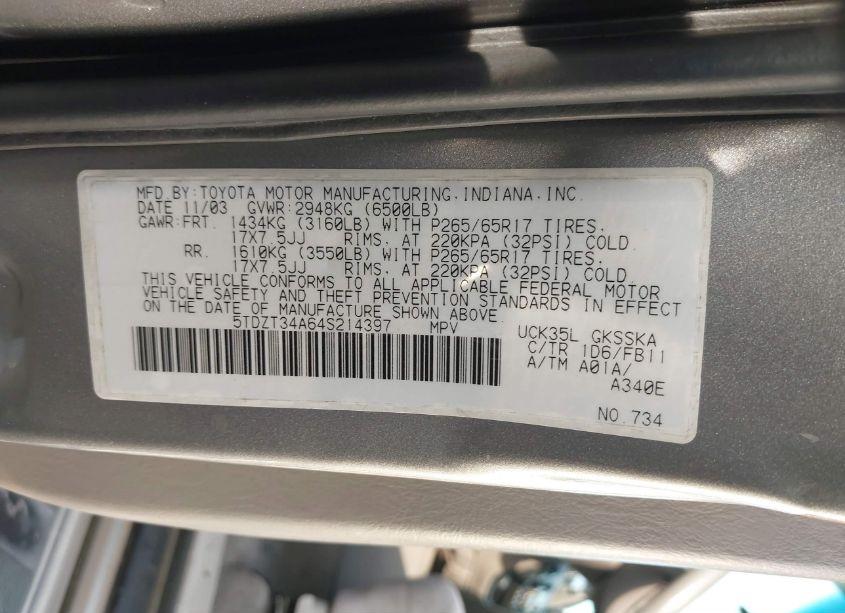 MFD BY:TOYOTA MOTOR MANUFACTURING.INDIANA.INC.
DATE 11/03 GVWR:2948KG (6500LB)
GAWR:FRT. 1434KG (3160LB) WITH P265/65R17 TIRES.
17X7.5JJ RIMS. AT 220KPA (32PSI) COLD.
RR. 1610KG (3550LB) WITH P265/65R17 TIRES.
17X7.5JJ RIMS. AT 220KPA (32PSI) COLD.
THIS VEHICLE CONFORMS TO ALL APPLICABLE FEDERAL MOTOR
VEHICLE SAFETY AND THEFT PREVENTION STANDARDS IN EFFECT
ON THE DATE OF MANUFACTURE SHOWN ABOVE.
5TDZT34A64S214397 MPV
UCK35L GKSSKA
C/TR 1D6/FB11
A/TM A01A/
A340E
NO.734